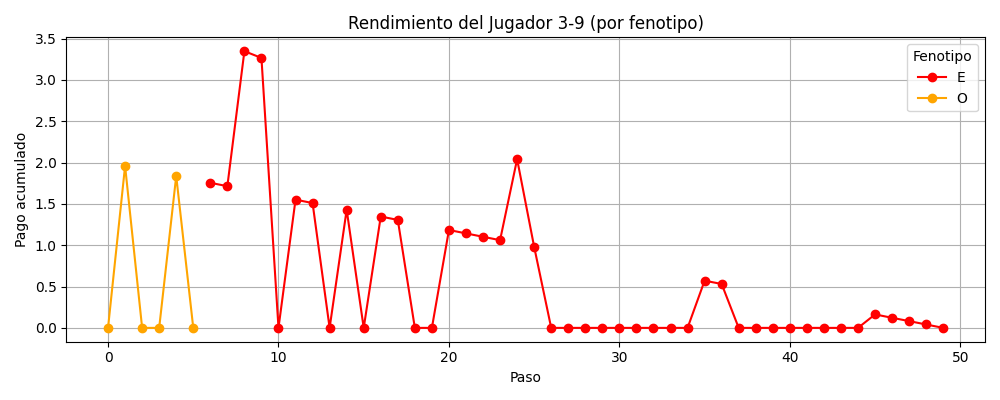 Rendimiento del Jugador 3-9 (por fenotipo)
Pago acumulado
3.5
3.0
2.5
2.0
1.5
1.0
0.5
0.0
Fenotipo
E
O
0 10 20 30 40 50
Paso